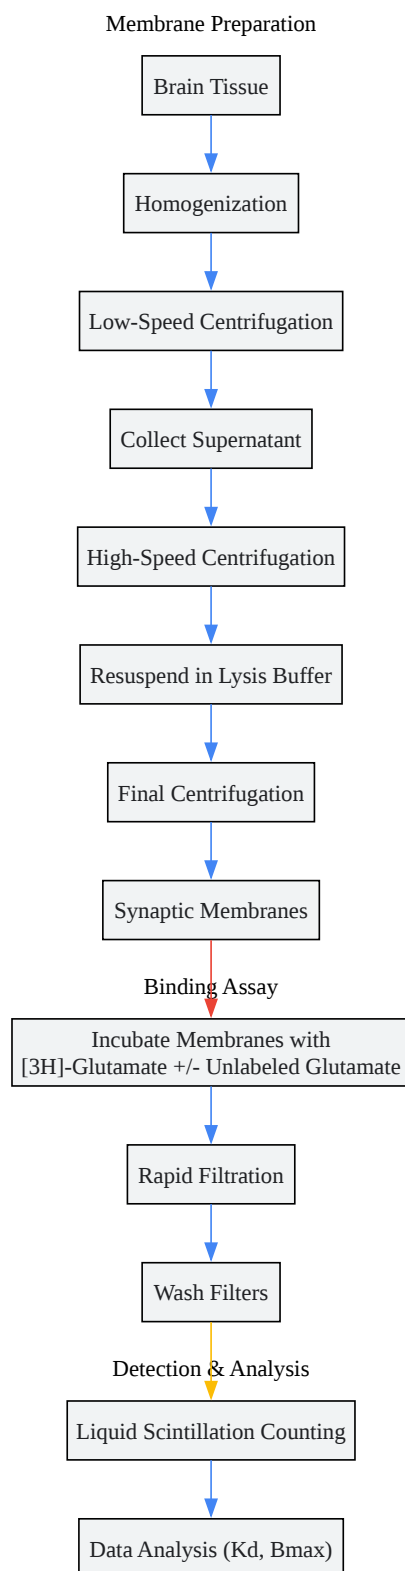 Membrane Preparation
Brain Tissue
Homogenization
Low-Speed Centrifugation
Collect Supernatant
High-Speed Centrifugation
Resuspend in Lysis Buffer
Final Centrifugation
Synaptic Membranes
Binding Assay
Incubate Membranes with
[3H]-Glutamate +/- Unlabeled Glutamate
Rapid Filtration
Wash Filters
Detection & Analysis
Liquid Scintillation Counting
Data Analysis (Kd, Bmax)